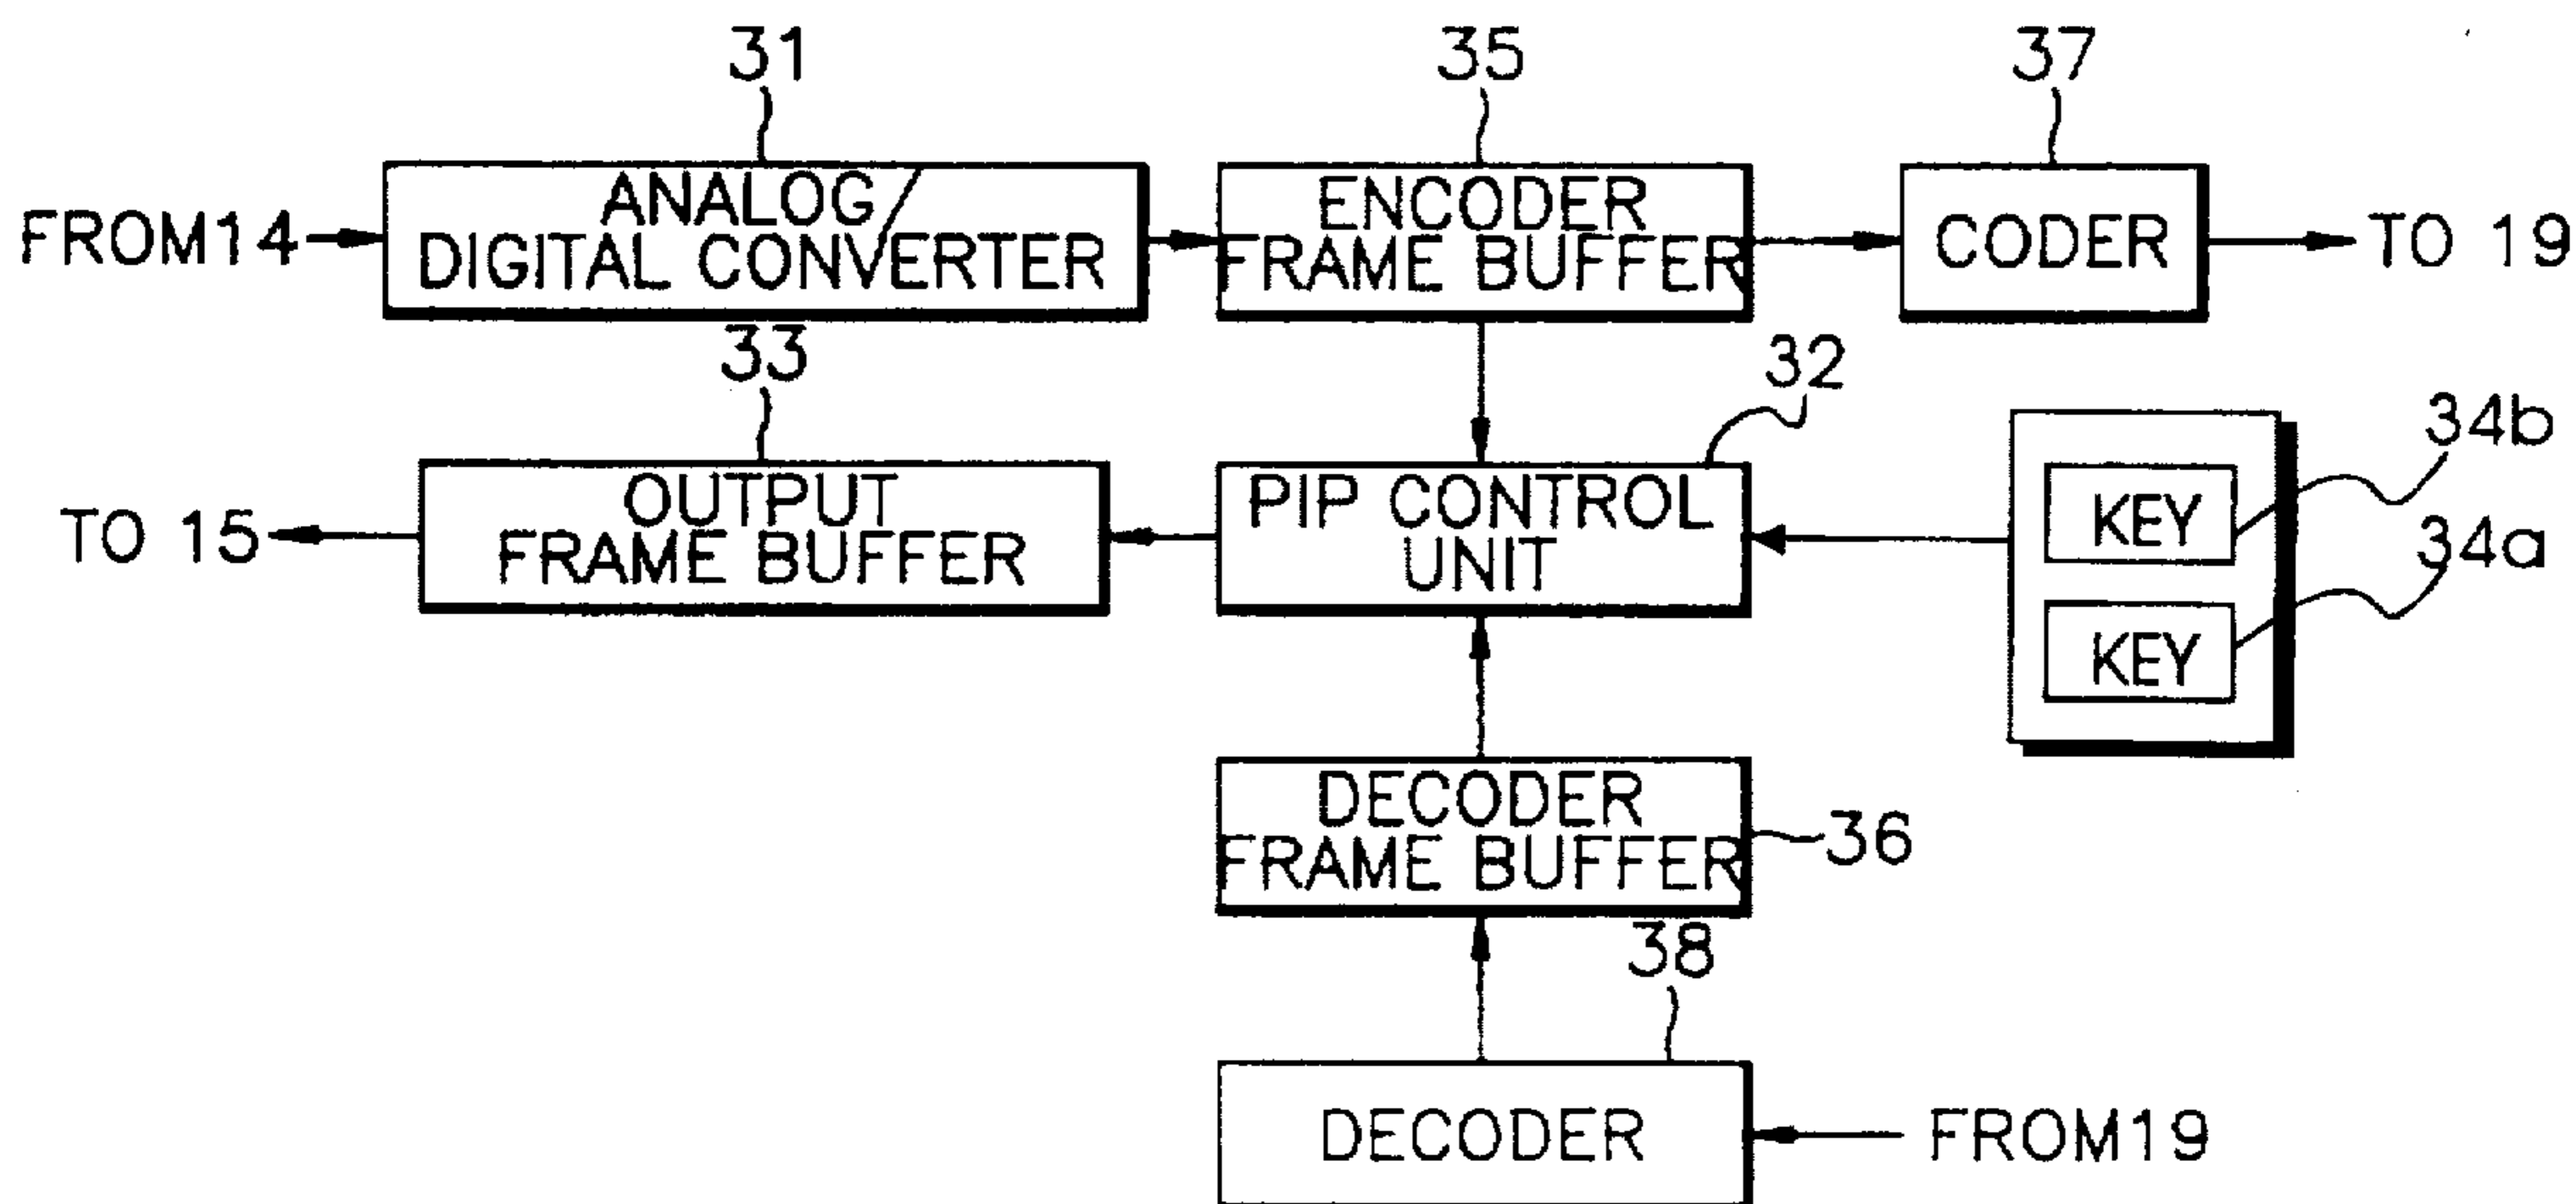 31
35
37
FROM14
ANALOG/
DIGITAL CONVERTER
ENCODER
FRAME BUFFER
CODER
TO 19
33
32
34b
34a
TO 15
OUTPUT
FRAME BUFFER
PIP CONTROL
UNIT
KEY
KEY
DECODER
FRAME BUFFER
36
38
DECODER
FROM19